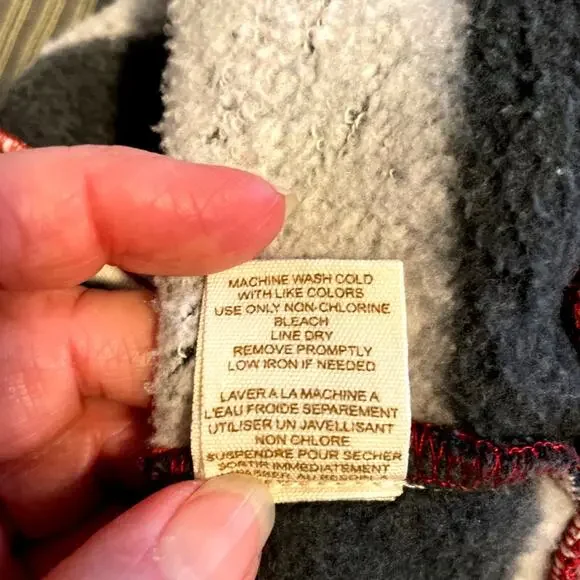 MACHINE WASH COLD
WITH LIKE COLORS
USE ONLY NON-CHLORINE
BLEACH
LINE DRY
REMOVE PROMPTLY
LOW IRON IF NEEDED
LAVER A LA MACHINE A
L'EAU FROIDE SEPAREMENT
UTILISER UN JAVELLISANT
NON CHLORE
SUSPENDRE POUR SECHER
SORTIR IMMEDIATEMENT